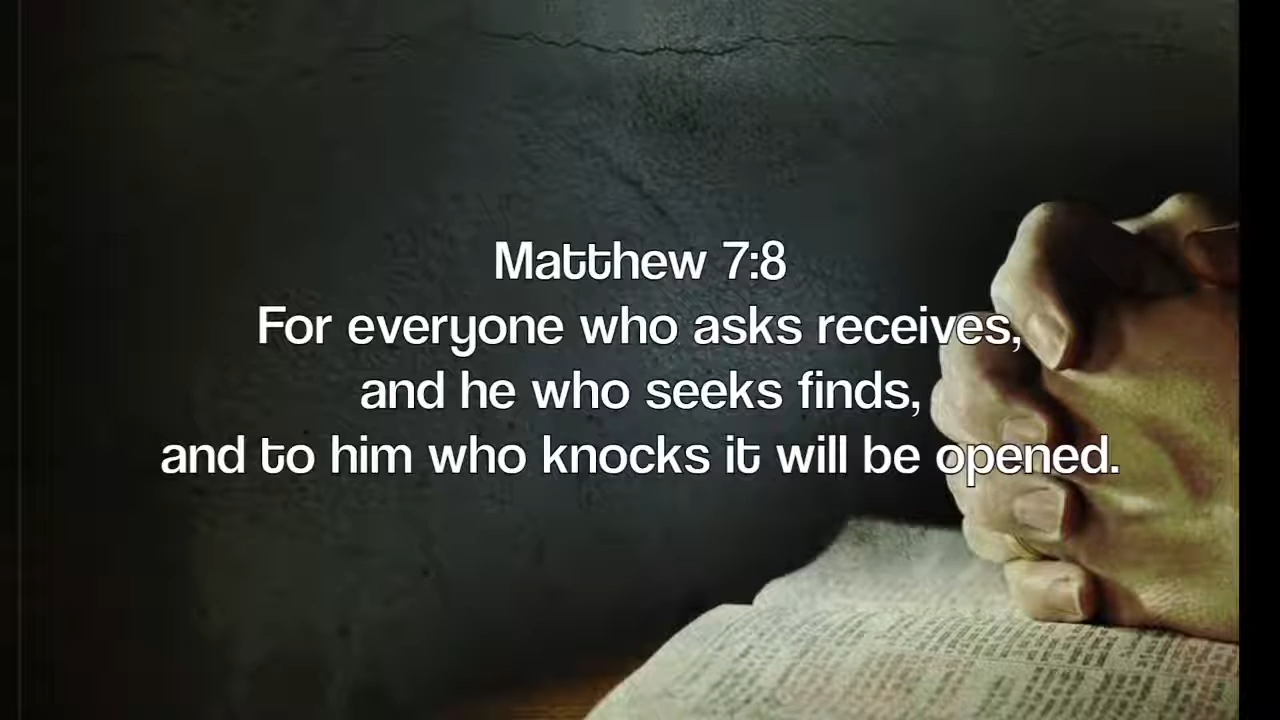 Matthew 7:8
For everyone who asks receives,
and he who seeks finds,
and to him who knocks it will be opened.